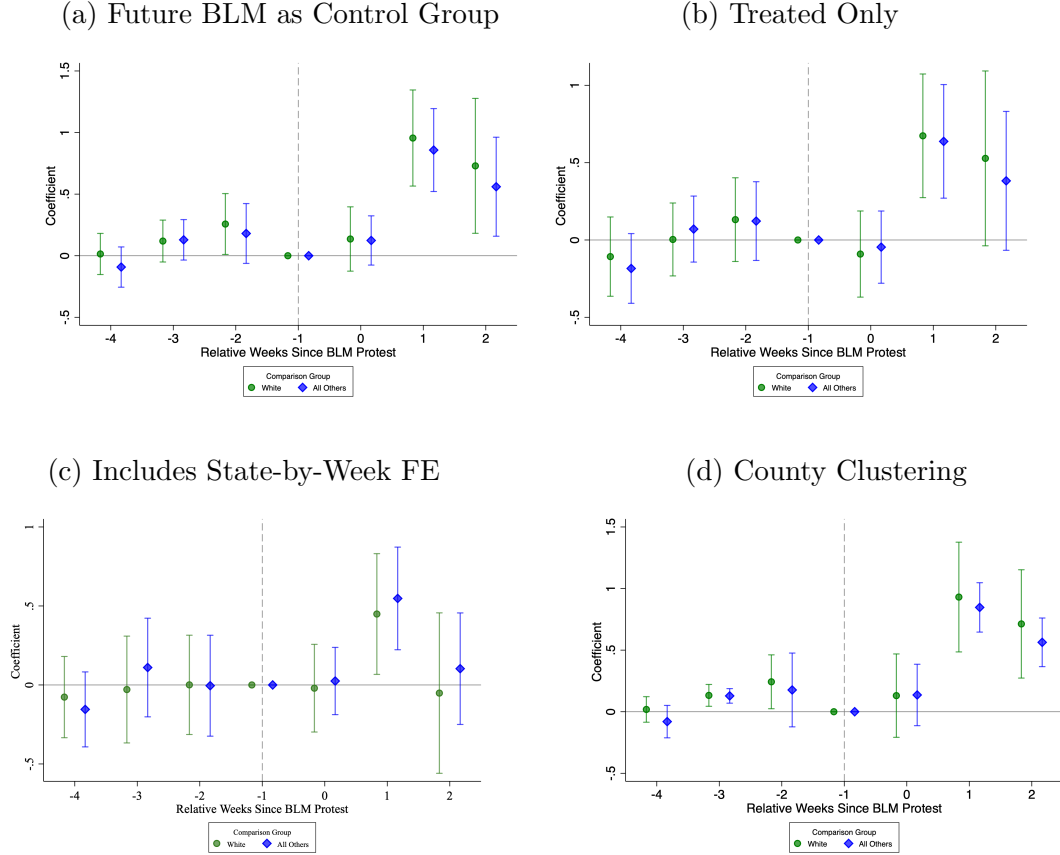 (a) Future BLM as Control Group
1.5
1
.5
0
-.5
Coefficient
-4 -3 -2 -1 0 1 2
Relative Weeks Since BLM Protest
Comparison Group
White All Others
(b) Treated Only
1
.5
0
-.5
Coefficient
-4 -3 -2 -1 0 1 2
Relative Weeks Since BLM Protest
Comparison Group
White All Others
(c) Includes State-by-Week FE
1
.5
0
-.5
Coefficient
-4 -3 -2 -1 0 1 2
Relative Weeks Since BLM Protest
Comparison Group
White All Others
(d) County Clustering
1.5
1
.5
0
-.5
Coefficient
-4 -3 -2 -1 0 1 2
Relative Weeks Since BLM Protest
Comparison Group
White All Others